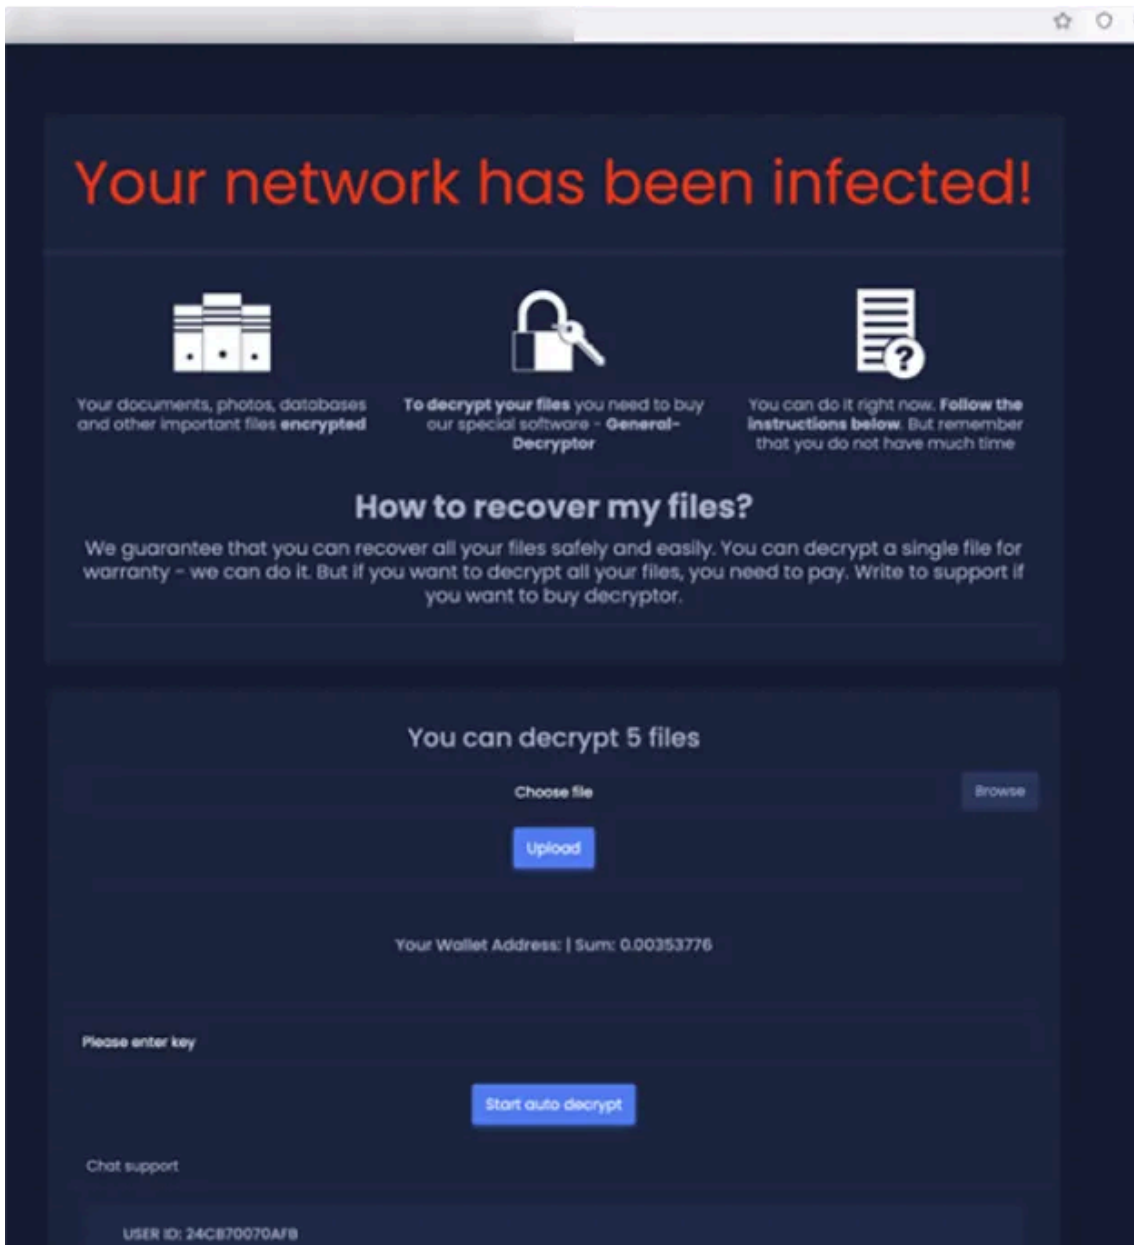 Your network has been infected!
Your documents, photos, databases
and other important files encrypted
To decrypt your files you need to buy
our special software - General-
Decryptor
You can do it right now. Follow the
instructions below. But remember
that you do not have much time
How to recover my files?
We guarantee that you can recover all your files safely and easily. You can decrypt a single file for
warranty - we can do it. But if you want to decrypt all your files, you need to pay. Write to support if
you want to buy decryptor.
You can decrypt 5 files
Choose file
Browse
Upload
Your Wallet Address: | Sum: 0.00353776
Please enter key
Start auto decrypt
Chat support
USER ID: 24CB70070AFB